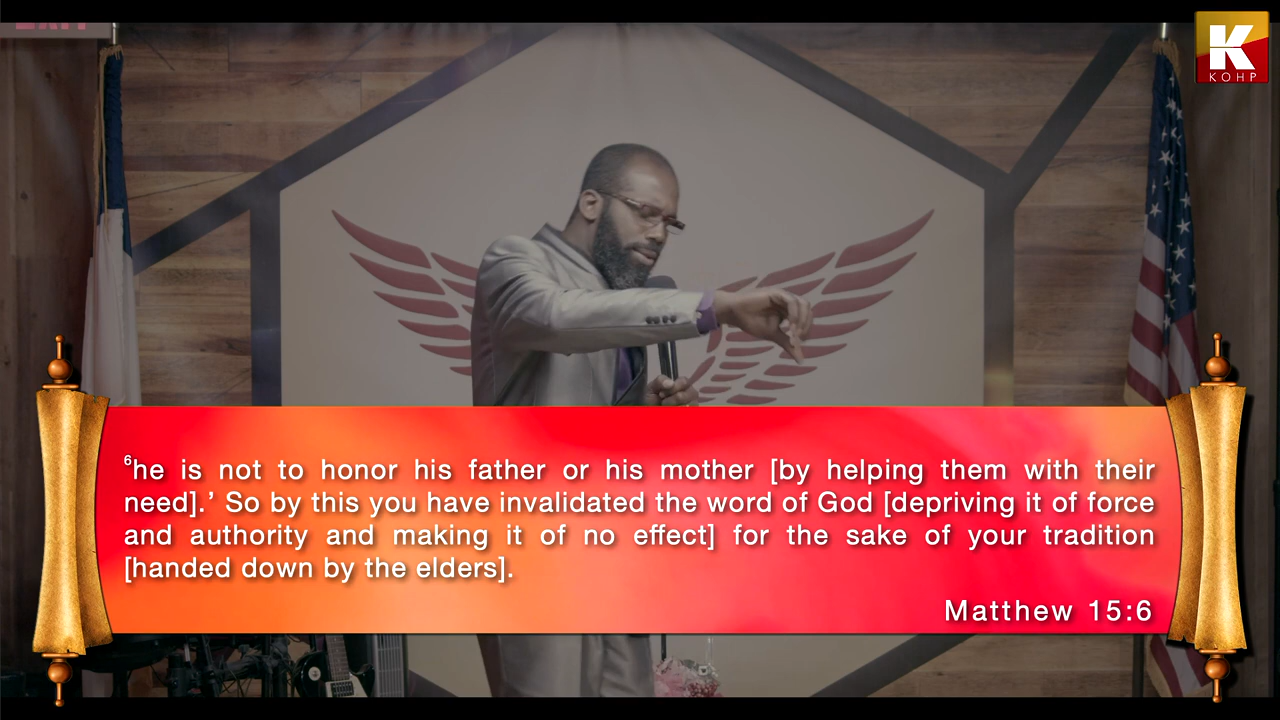 EXIT
K
KOHP
⁶he is not to honor his father or his mother [by helping them with their
need].’ So by this you have invalidated the word of God [depriving it of force
and authority and making it of no effect] for the sake of your tradition
[handed down by the elders].
Matthew 15:6